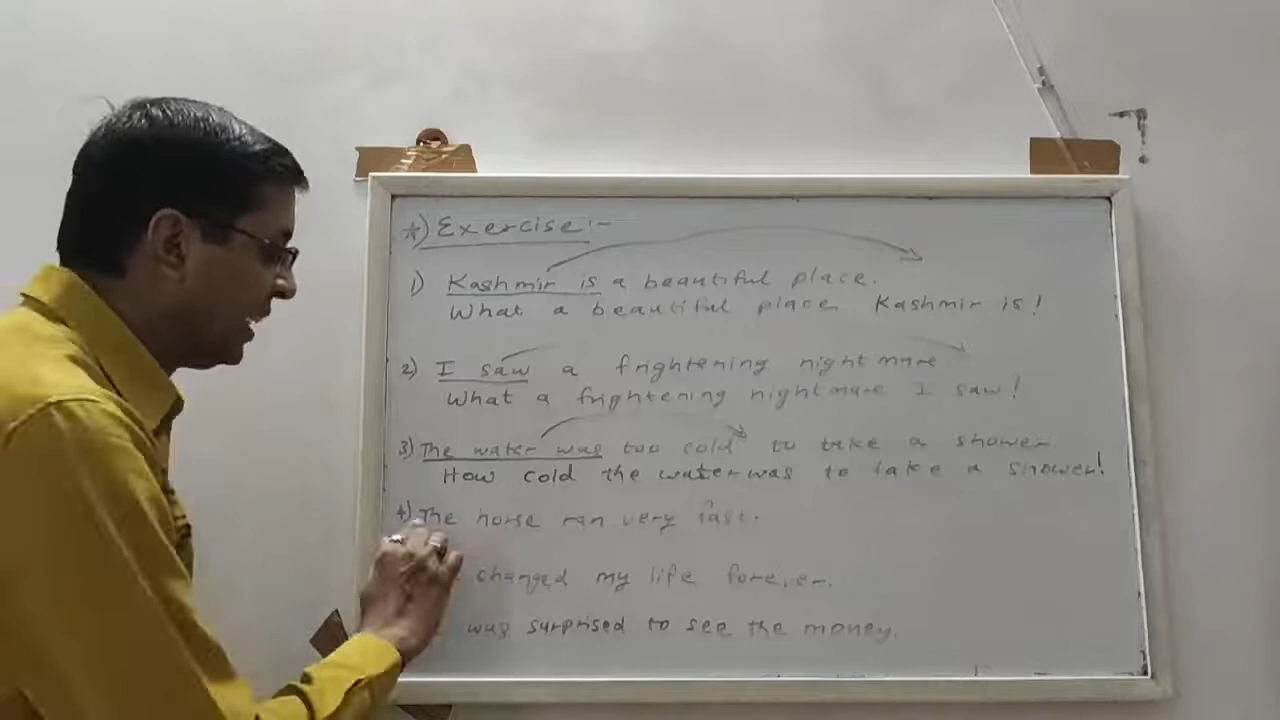 *) Exercise:-
1) Kashmir is a beautiful place.
What a beautiful place Kashmir is!
2) I saw a frightening nightmare
What a frightening nightmare I saw!
3) The water was too cold to take a shower.
How cold the water was to take a shower!
4) The horse ran very fast.
changed my life forever.
was surprised to see the money.